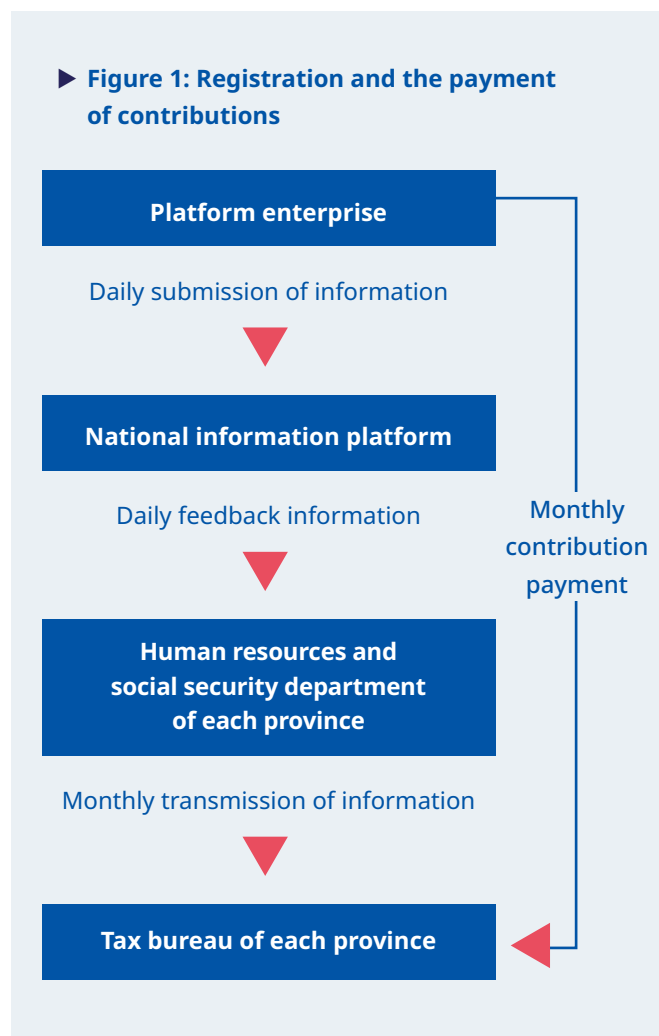 Figure 1: Registration and the payment
of contributions
Platform enterprise
Daily submission of information
National information platform
Daily feedback information
Monthly
contribution
payment
Human resources and
social security department
of each province
Monthly transmission of information
Tax bureau of each province